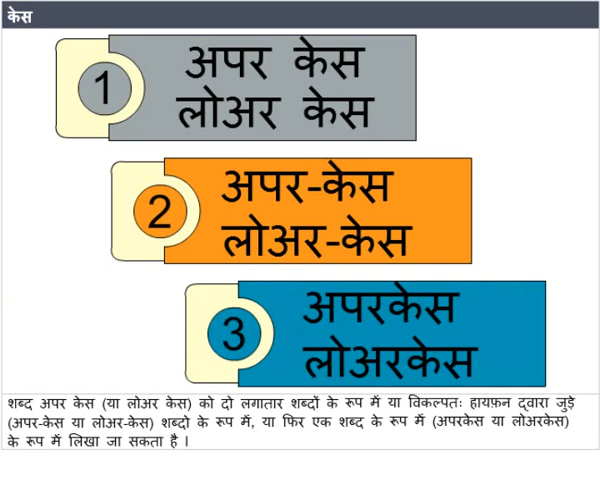 केस
1
अपर केस
लोअर केस
2
अपर-केस
लोअर-केस
3
अपरकेस
लोअरकेस
शब्द अपर केस (या लोअर केस) को दो लगातार शब्दों के रूप में या विकल्पतः हायफ़न द्वारा जुड़े
(अपर-केस या लोअर-केस) शब्दो के रूप में, या फिर एक शब्द के रूप में (अपरकेस या लोअरकेस)
के रूप में लिखा जा सकता है ।